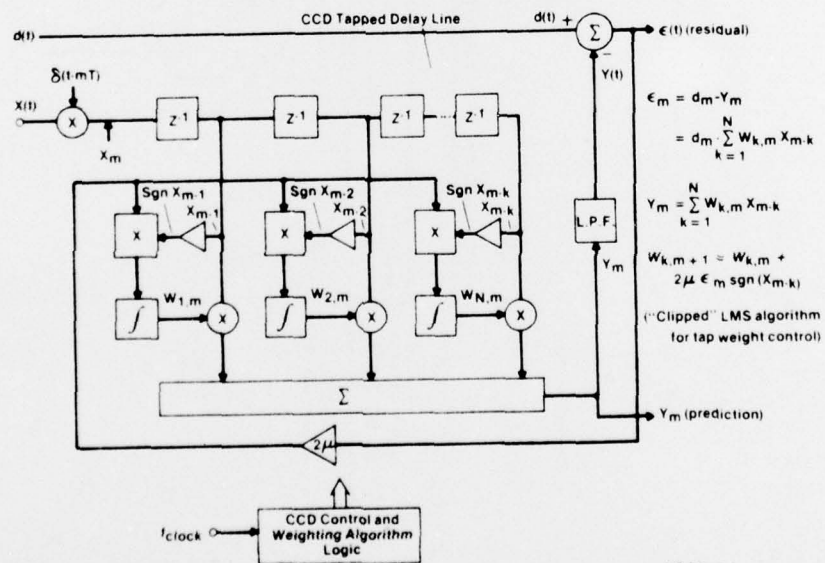 CCD Tapped Delay Line
d(t)
d(t) +
Σ
ϵ(t) (residual)
−
Y(t)
δ(t-mT)
X(t)
X
X_m
Z⁻¹
Z⁻¹
Z⁻¹
Z⁻¹
ϵ_m = d_m-Y_m
= d_m · Σ_{k = 1}^{N} W_{k,m} X_{m-k}
Sgn X_{m-1}
X_{m-1}
Sgn X_{m-2}
X_{m-2}
Sgn X_{m-k}
X_{m-k}
X
X
X
L.P.F.
Y_m = Σ_{k = 1}^{N} W_{k,m} X_{m-k}
Y_m
W_{k,m + 1} = W_{k,m} +
2μ ϵ_m sgn (X_{m-k})
∫
W_{1,m}
X
∫
W_{2,m}
X
∫
W_{N,m}
X
("Clipped" LMS algorithm
for tap weight control)
Σ
Y_m (prediction)
2μ
f_clock
CCD Control and
Weighting Algorithm
Logic